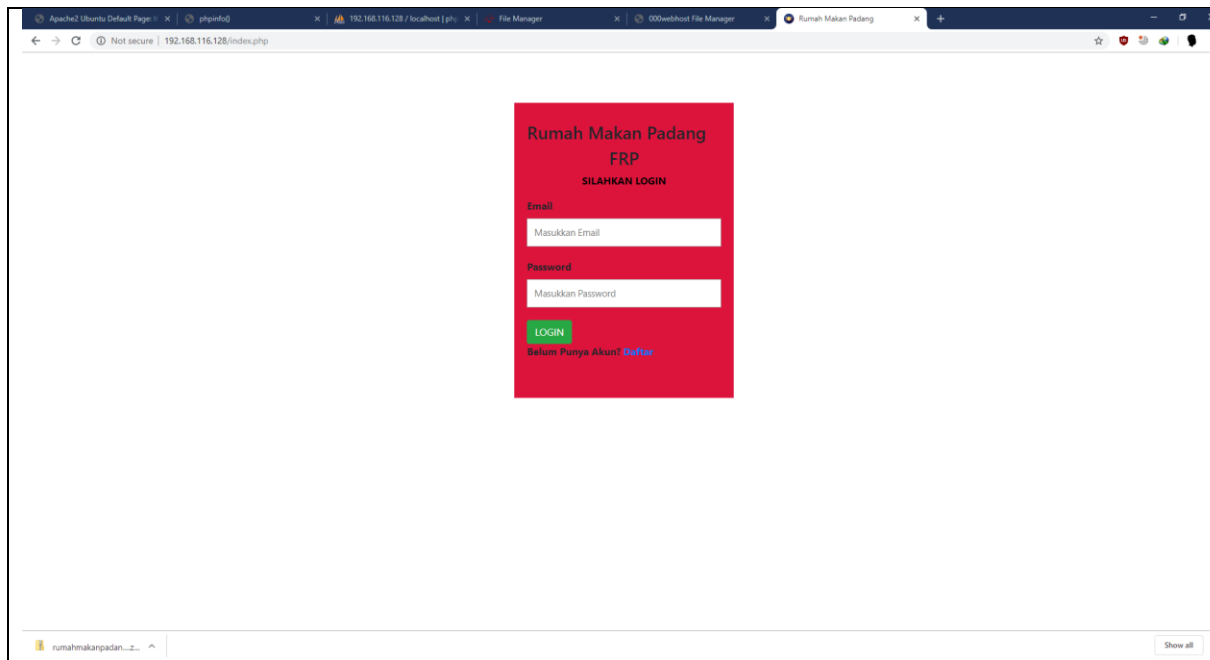 Apache2 Ubuntu Default Page: It
phpinfo()
192.168.116.128 / localhost | php
File Manager
000webhost File Manager
Rumah Makan Padang
Not secure | 192.168.116.128/index.php
Rumah Makan Padang
FRP
SILAHKAN LOGIN
Email
Masukkan Email
Password
Masukkan Password
LOGIN
Belum Punya Akun? Daftar
rumahmakanpadan....z...
Show all